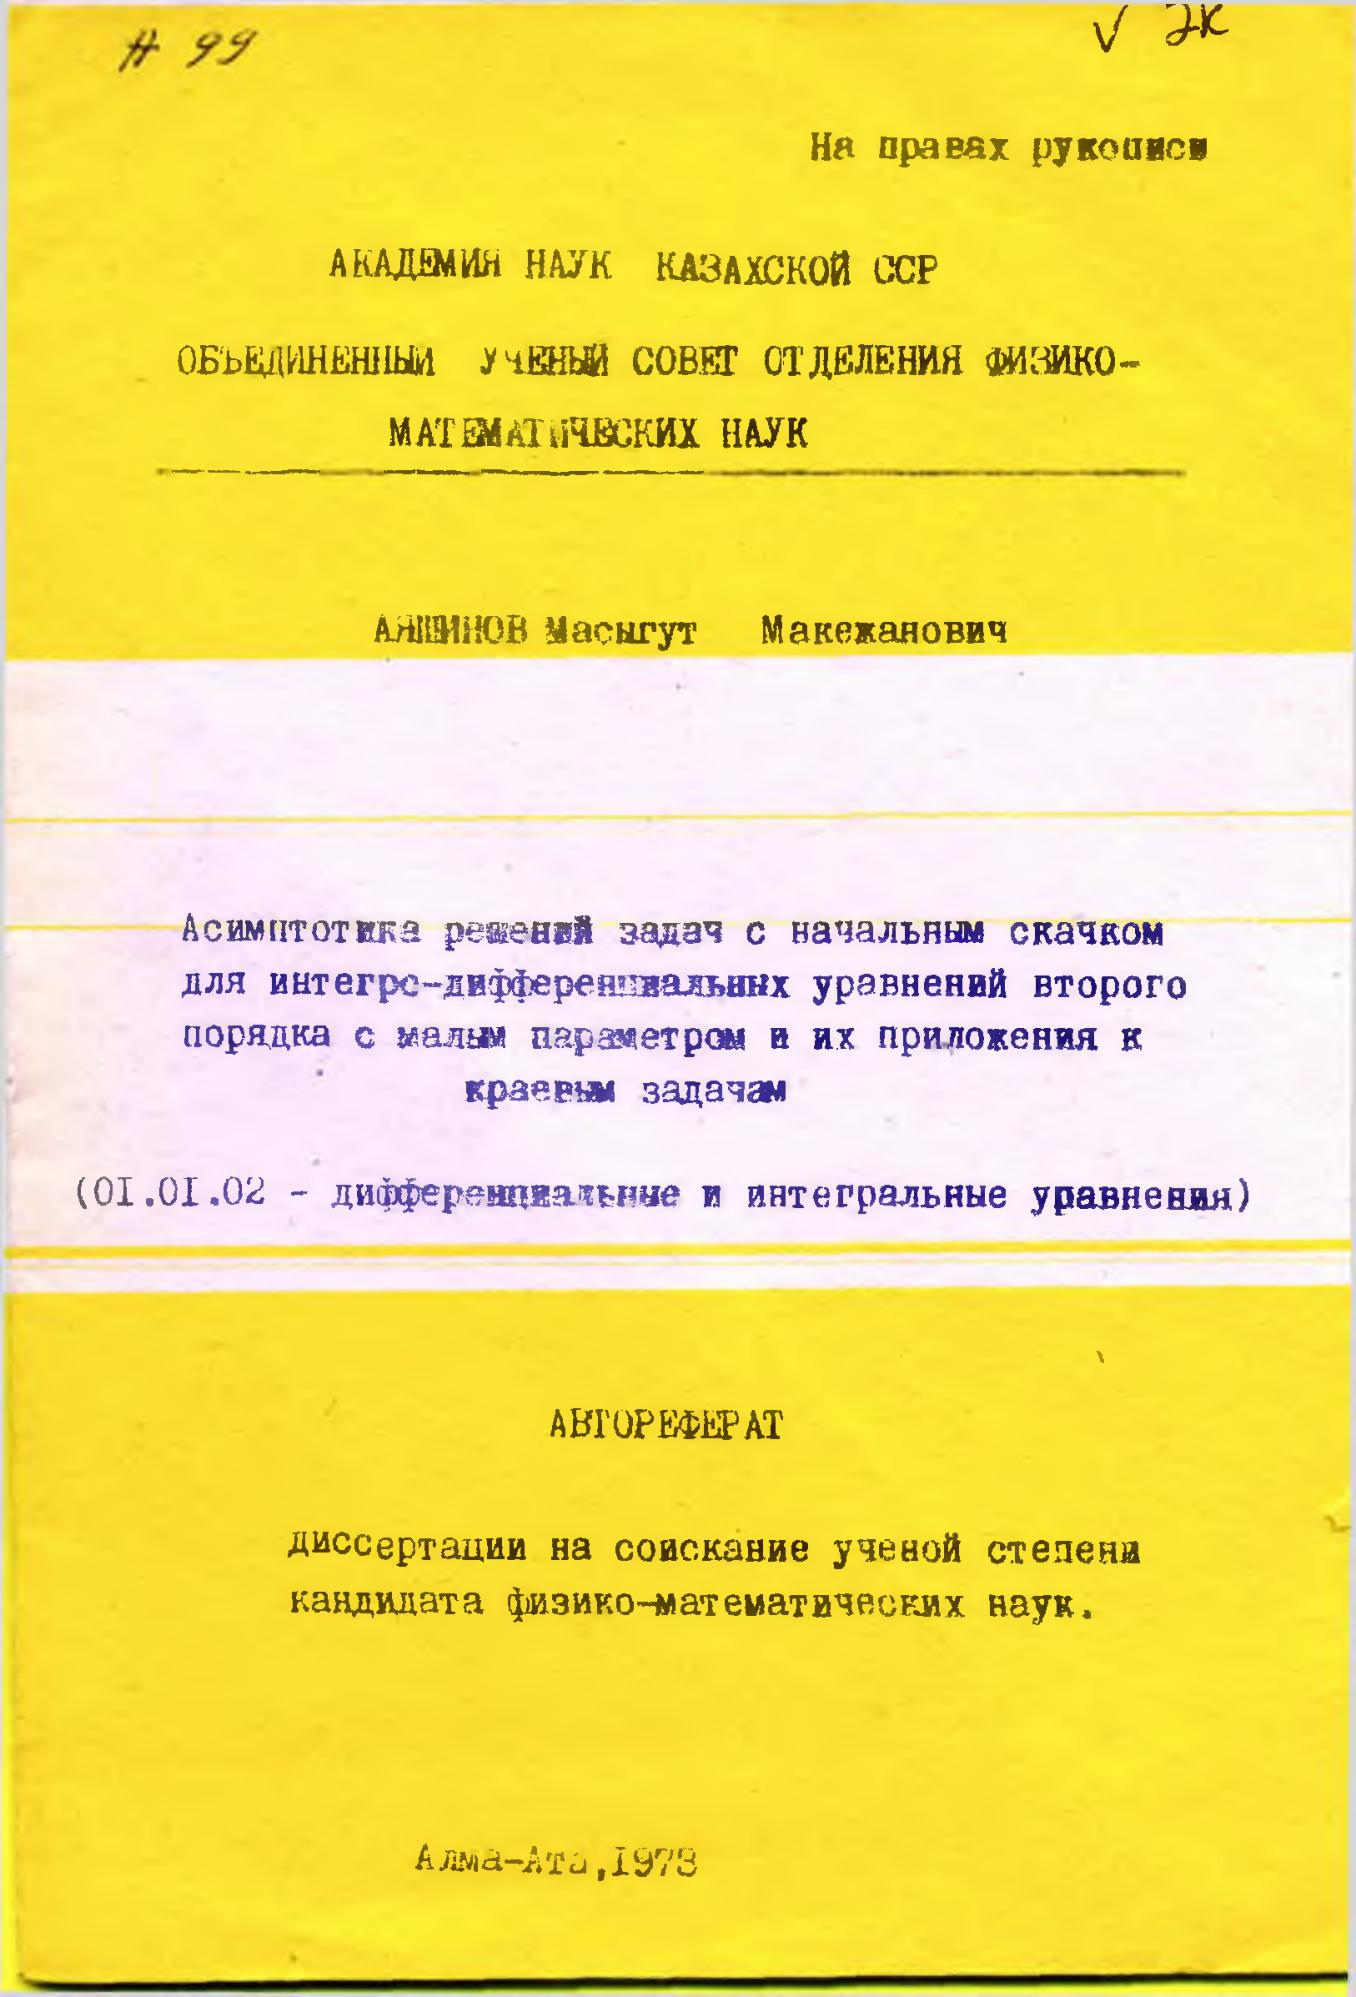 А 99
√ 2К
На правах рукописи
АКАДЕМИЯ НАУК КАЗАХСКОЙ ССР
ОБЪЕДИНЕННЫЙ УЧЕНЫЙ СОВЕТ ОТДЕЛЕНИЯ ФИЗИКО-
МАТЕМАТИЧЕСКИХ НАУК
АЯШИНОВ Масыгут Макежанович
Асимптотика решений задач с начальным скачком
для интегро-дифференциальных уравнений второго
порядка с малым параметром и их приложения к
краевым задачам
(01.01.02 - дифференциальные и интегральные уравнения)
АВТОРЕФЕРАТ
диссертации на соискание ученой степени
кандидата физико-математических наук.
Алма-Ата,1978